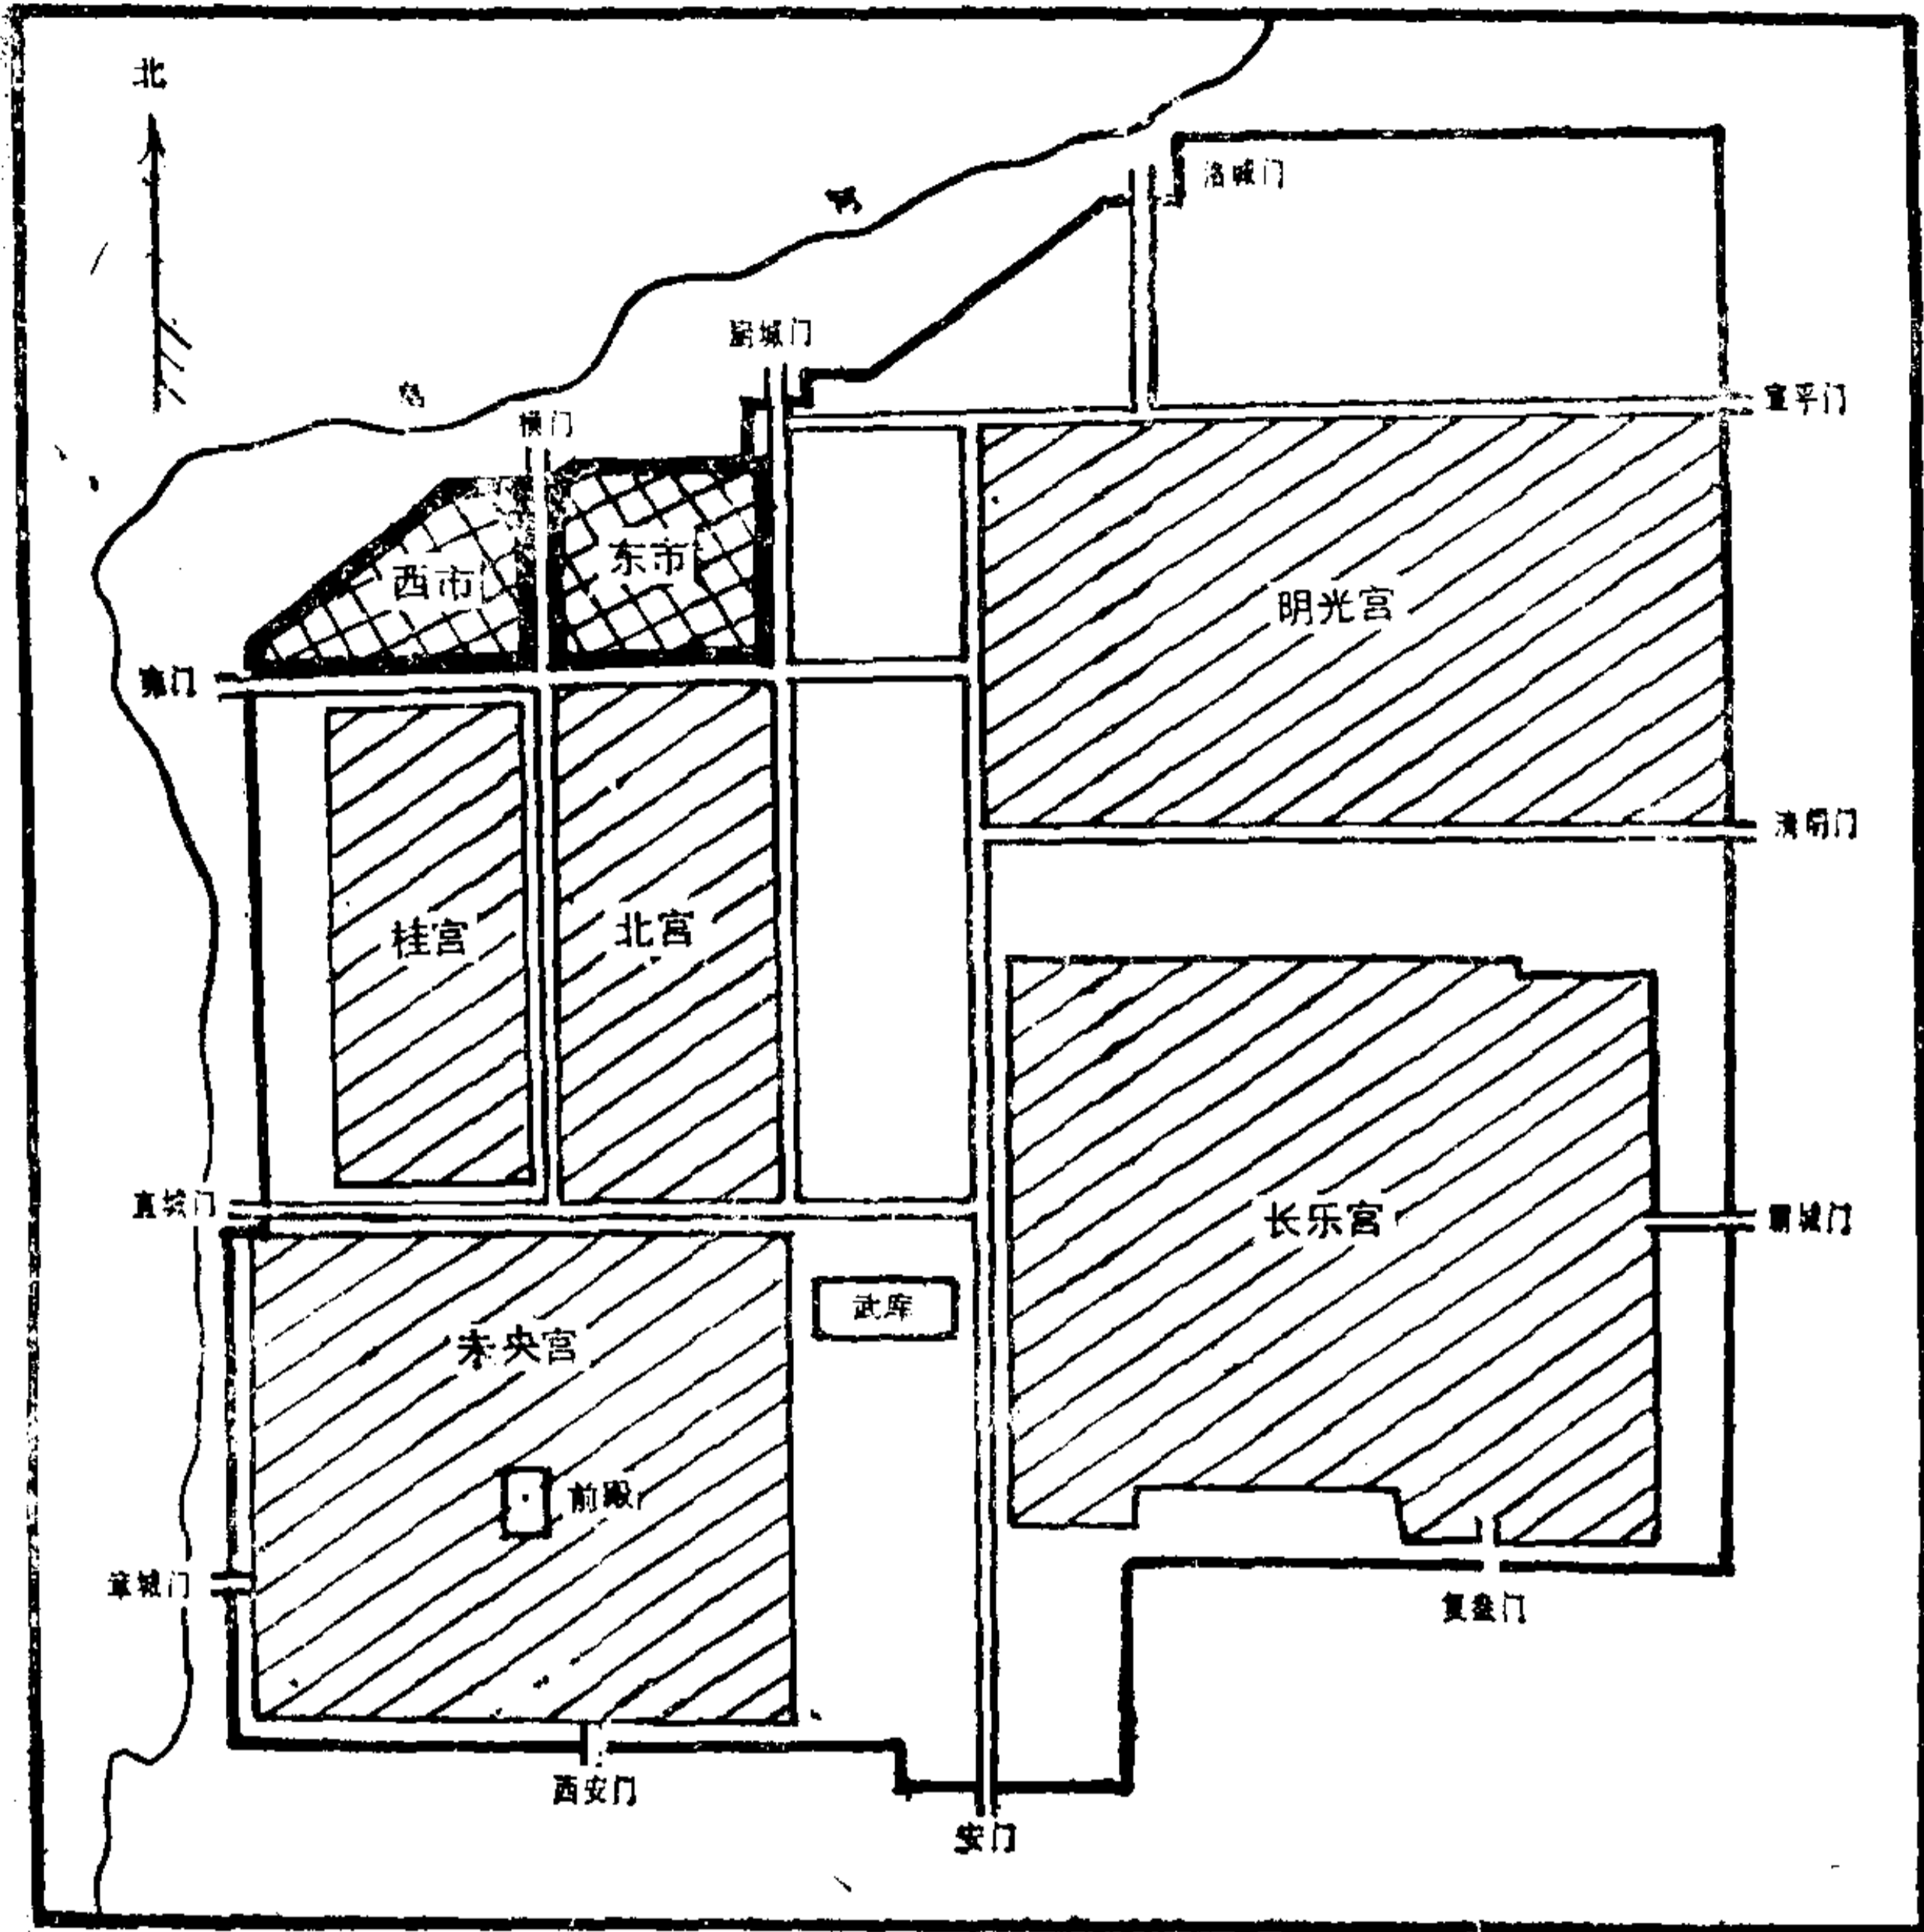 北
洛城门
厨城门
横门
宣平门
西市
东市
明光宫
雍门
清明门
桂宫
北宫
直城门
长乐宫
霸城门
武库
未央宫
前殿
章城门
复盎门
西安门
安门